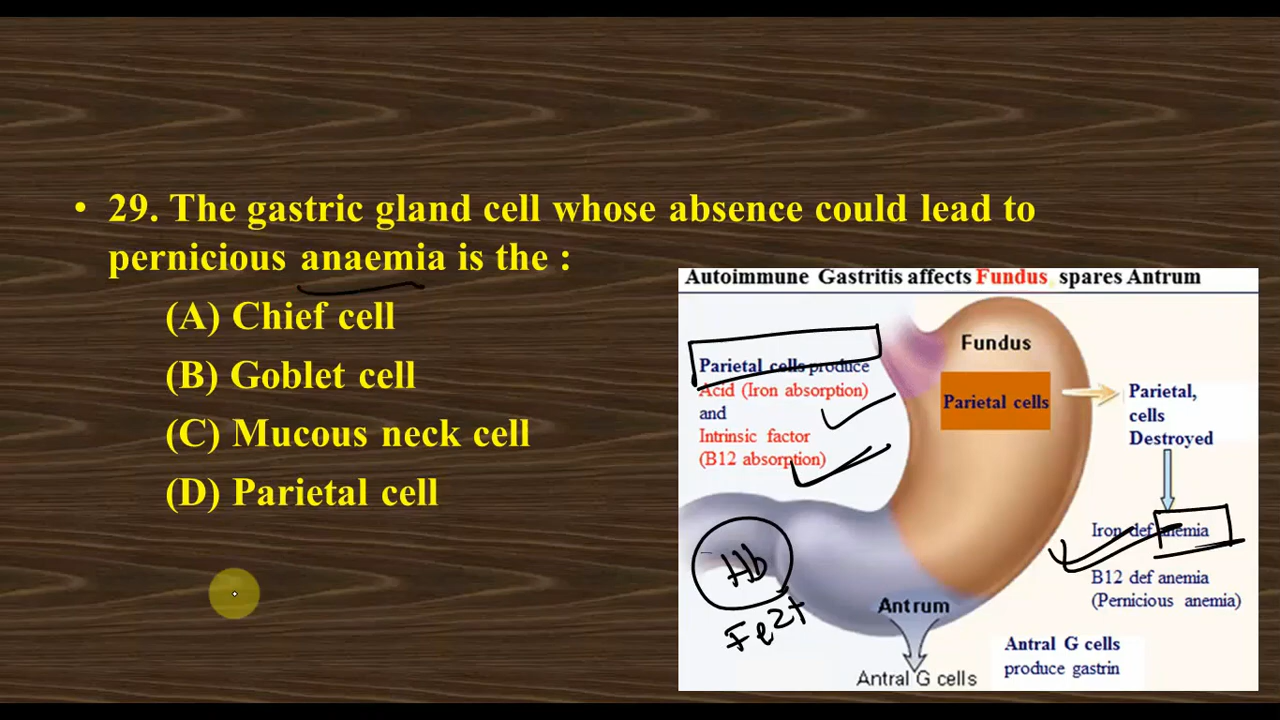 • 29. The gastric gland cell whose absence could lead to
pernicious anaemia is the :
(A) Chief cell
(B) Goblet cell
(C) Mucous neck cell
(D) Parietal cell
Autoimmune Gastritis affects Fundus, spares Antrum
Parietal cells produce
Acid (Iron absorption)
and
Intrinsic factor
(B12 absorption)
Fundus
Parietal cells
Parietal,
cells
Destroyed
Iron def anemia
B12 def anemia
(Pernicious anemia)
Hb
Fe2+
Antrum
Antral G cells
Antral G cells
produce gastrin